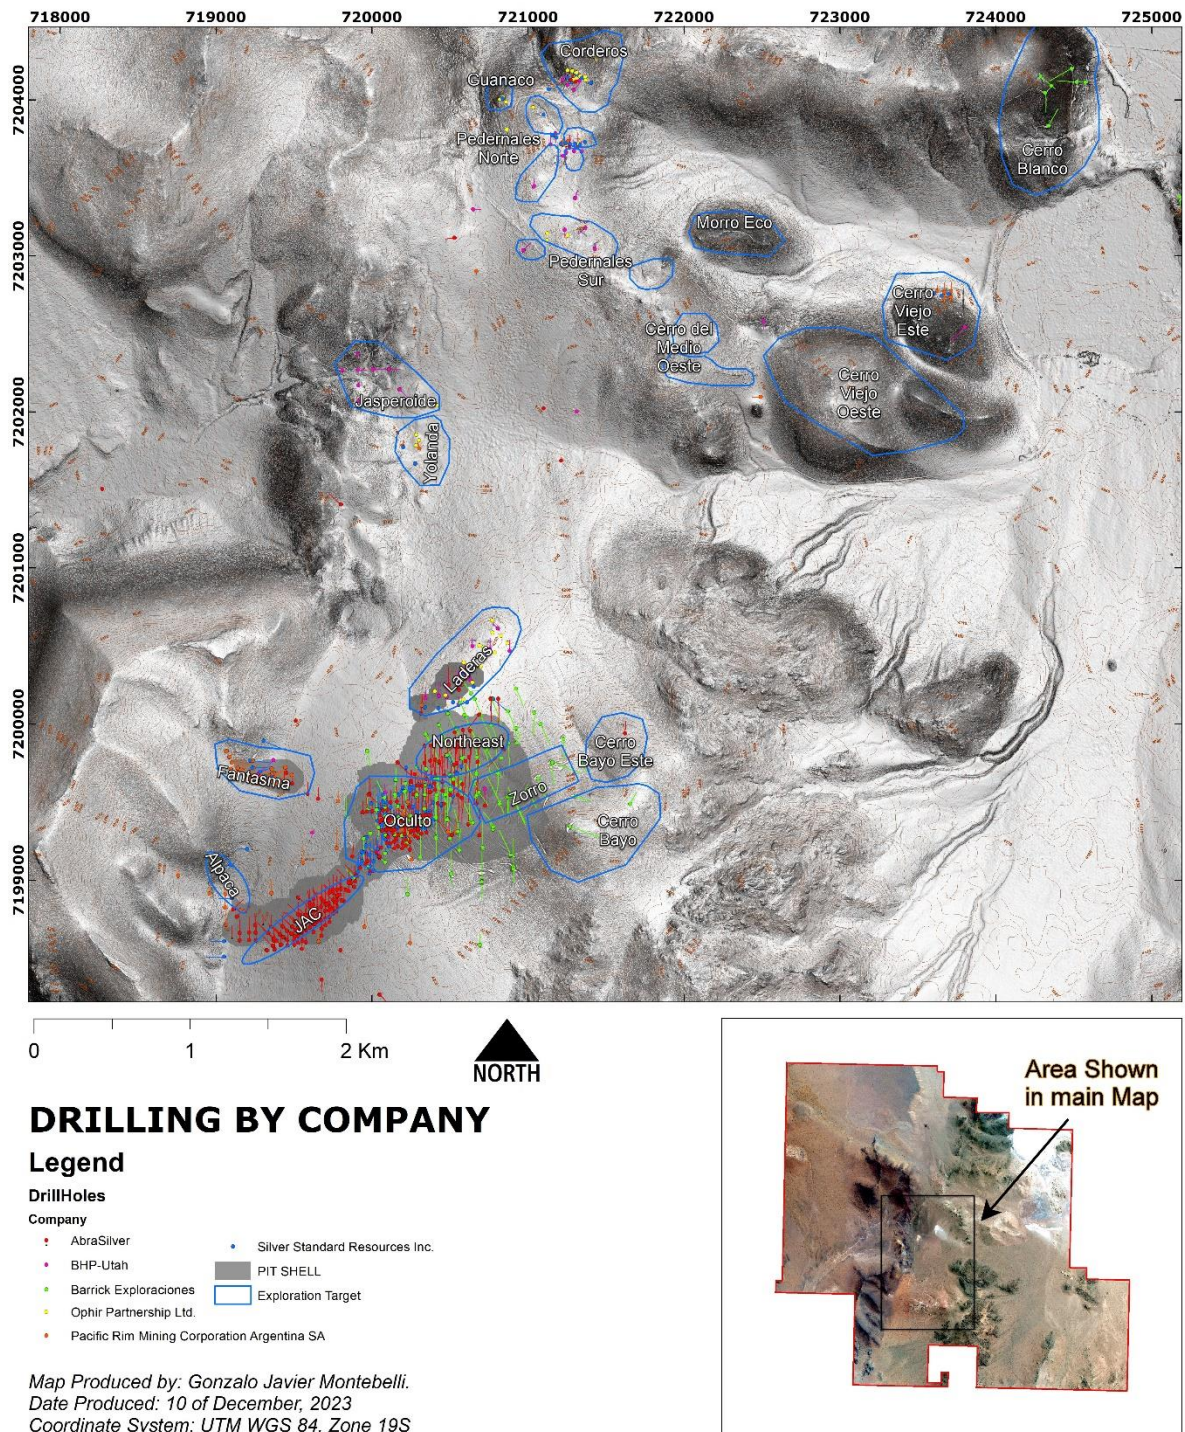 718000 719000 720000 721000 722000 723000 724000 725000
7204000
7203000
7202000
7201000
7200000
7199000
Corderos
Guanaco
Pedernales
Norte
Cerro
Blanco
Morro Eco
Pedernales
Sur
Cerro
Viejo
Este
Cerro del
Medio
Oeste
Cerro
Viejo
Oeste
Jasperoide
Yolanda
Laderas
Northeast
Cerro
Bayo Este
Fantasma
Zorro
Oculto
Cerro
Bayo
Alpaca
JAC
0 1 2 Km
NORTH
DRILLING BY COMPANY
Legend
DrillHoles
Company
AbraSilver
BHP-Utah
Barrick Exploraciones
Ophir Partnership Ltd.
Pacific Rim Mining Corporation Argentina SA
Silver Standard Resources Inc.
PIT SHELL
Exploration Target
Map Produced by: Gonzalo Javier Montebelli.
Date Produced: 10 of December, 2023
Coordinate System: UTM WGS 84, Zone 19S
Area Shown
in main Map